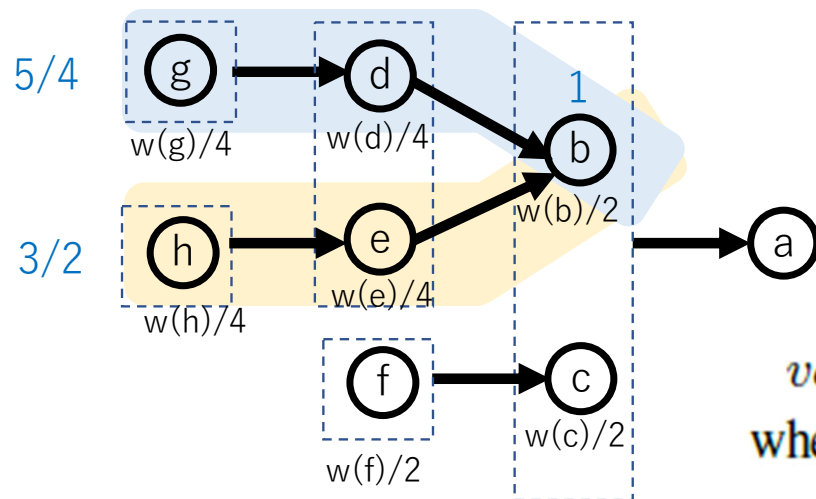 5/4
g
d
1
w(g)/4
w(d)/4
b
w(b)/2
3/2
h
e
a
w(h)/4
w(e)/4
f
c
w(f)/2
w(c)/2